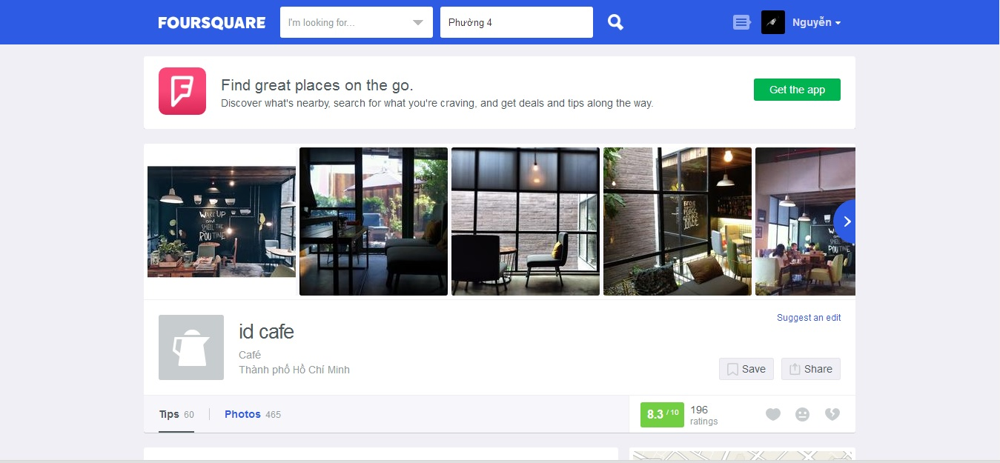 FOURSQUARE
I'm looking for...
Phường 4
Nguyễn
Find great places on the go.
Discover what's nearby, search for what you're craving, and get deals and tips along the way.
Get the app
PUSH
WAKE UP
and
SMELL THE
ROUTINE
id cafe
Café
Thành phố Hồ Chí Minh
Suggest an edit
Save
Share
Tips 60
Photos 465
8.3 / 10
196
ratings